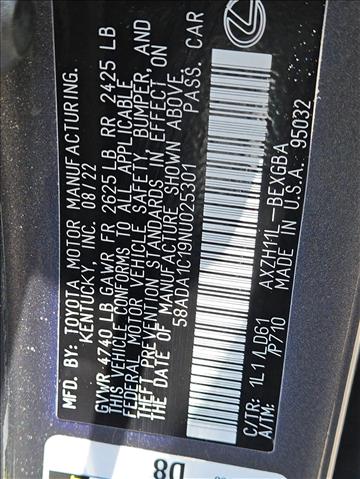 MFD. BY: TOYOTA MOTOR MANUFACTURING.
KENTUCKY, INC. 08/22
GVWR 4740 LB GAWR FR 2625 LB RR 2425 LB
THIS VEHICLE CONFORMS TO ALL APPLICABLE
FEDERAL MOTOR VEHICLE SAFETY, BUMPER, AND
THEFT PREVENTION STANDARDS IN EFFECT ON
THE DATE OF MANUFACTURE SHOWN ABOVE.
58ADA1C19NU025301 PASS. CAR
C/TR: 1L1 LD61 AXZH11L-BEXGBA
A/TM: /P710 MADE IN U.S.A. 95032
D8